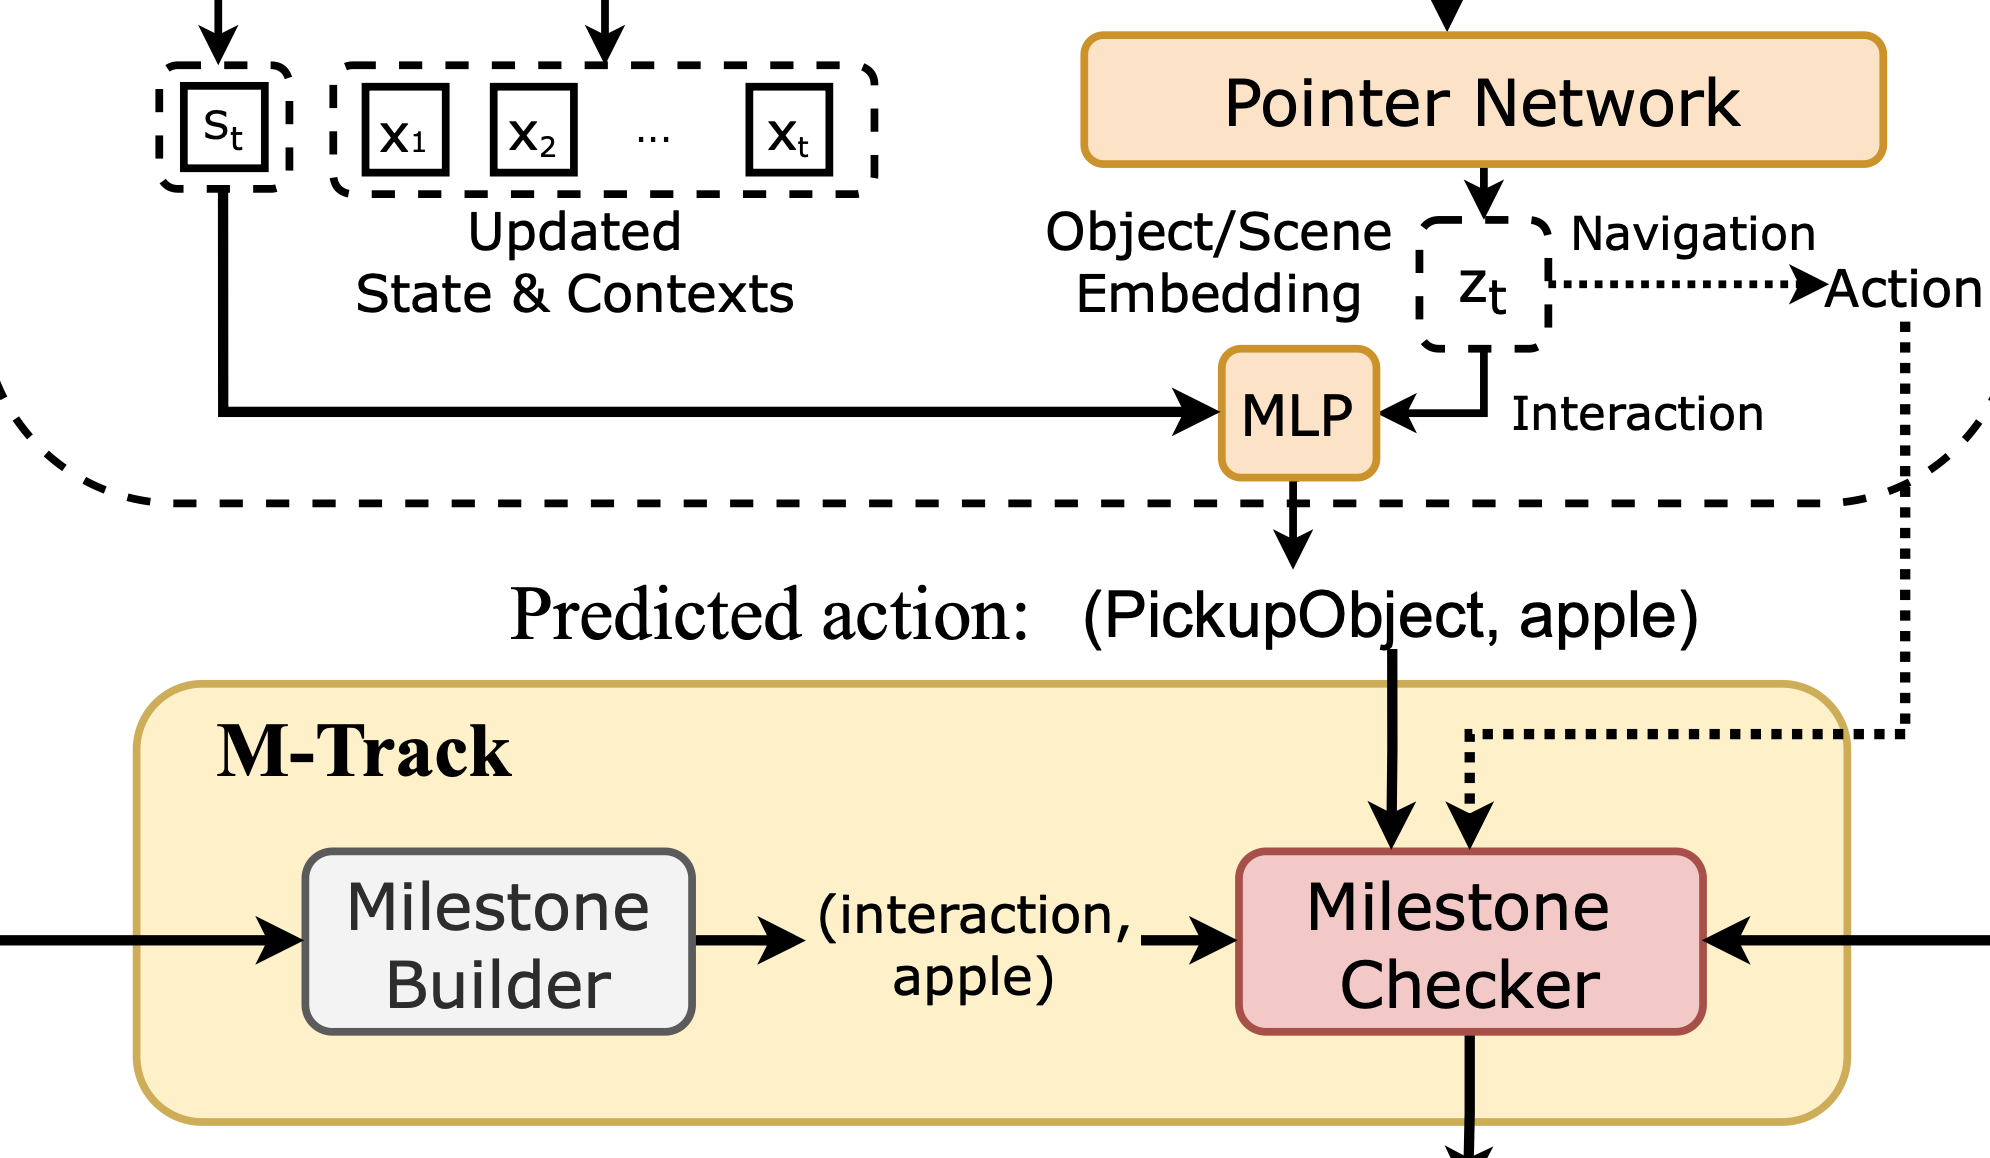 Pointer Network
s_t
x_1
x_2
...
x_t
Updated
State & Contexts
Object/Scene
Embedding
z_t
Navigation
Action
MLP
Interaction
Predicted action: (PickupObject, apple)
M-Track
Milestone
Builder
(interaction,
apple)
Milestone
Checker